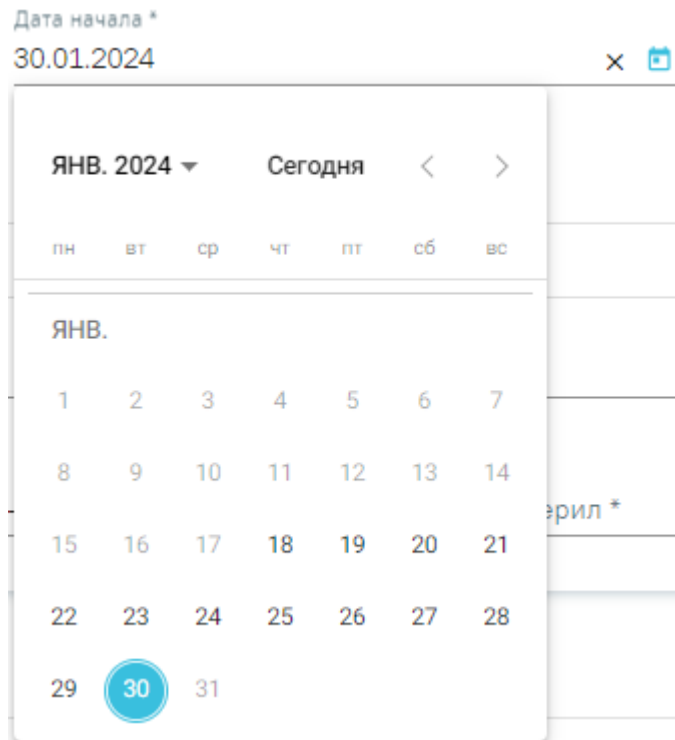 Дата начала *
30.01.2024
ЯНВ. 2024 Сегодня
пн вт ср чт пт сб вс
ЯНВ.
1 2 3 4 5 6 7
8 9 10 11 12 13 14
ерил *
15 16 17 18 19 20 21
22 23 24 25 26 27 28
29 30 31